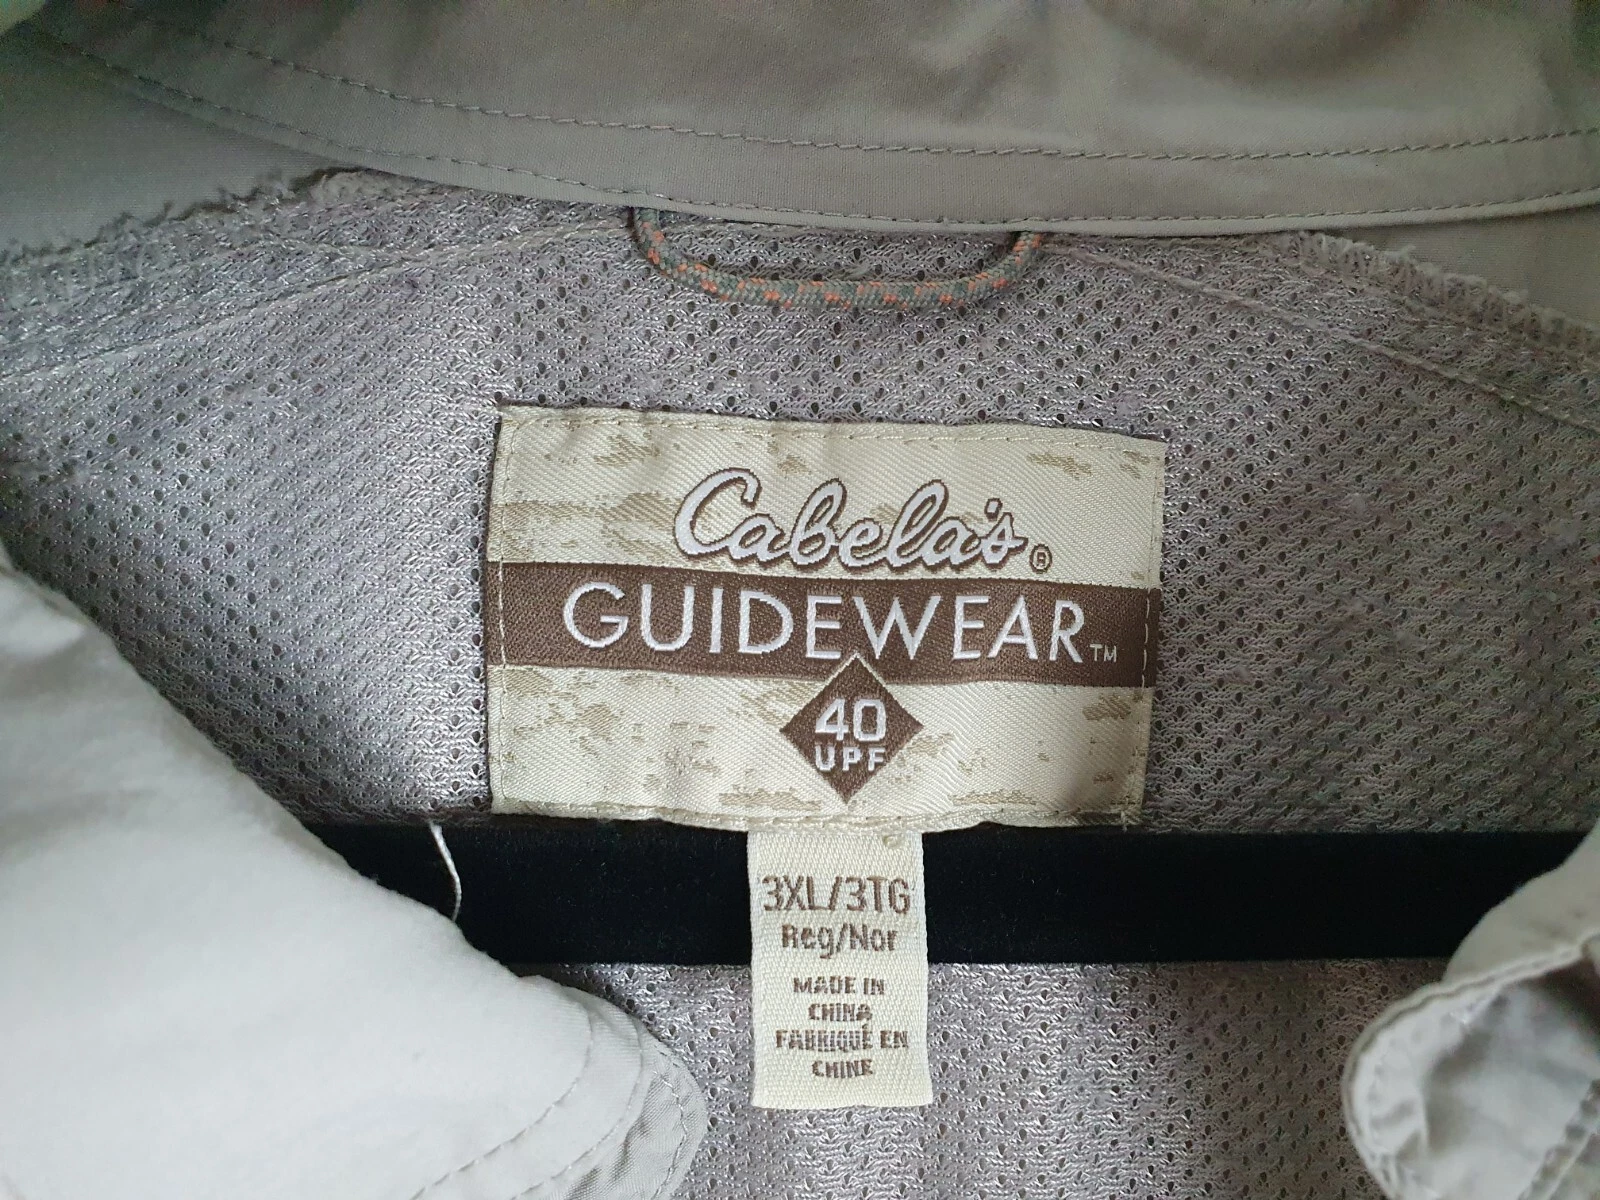 Cabela's®
GUIDEWEAR™
40
UPF
3XL/3TG
Reg/Nor
MADE IN
CHINA
FABRIQUÉ EN
CHINE